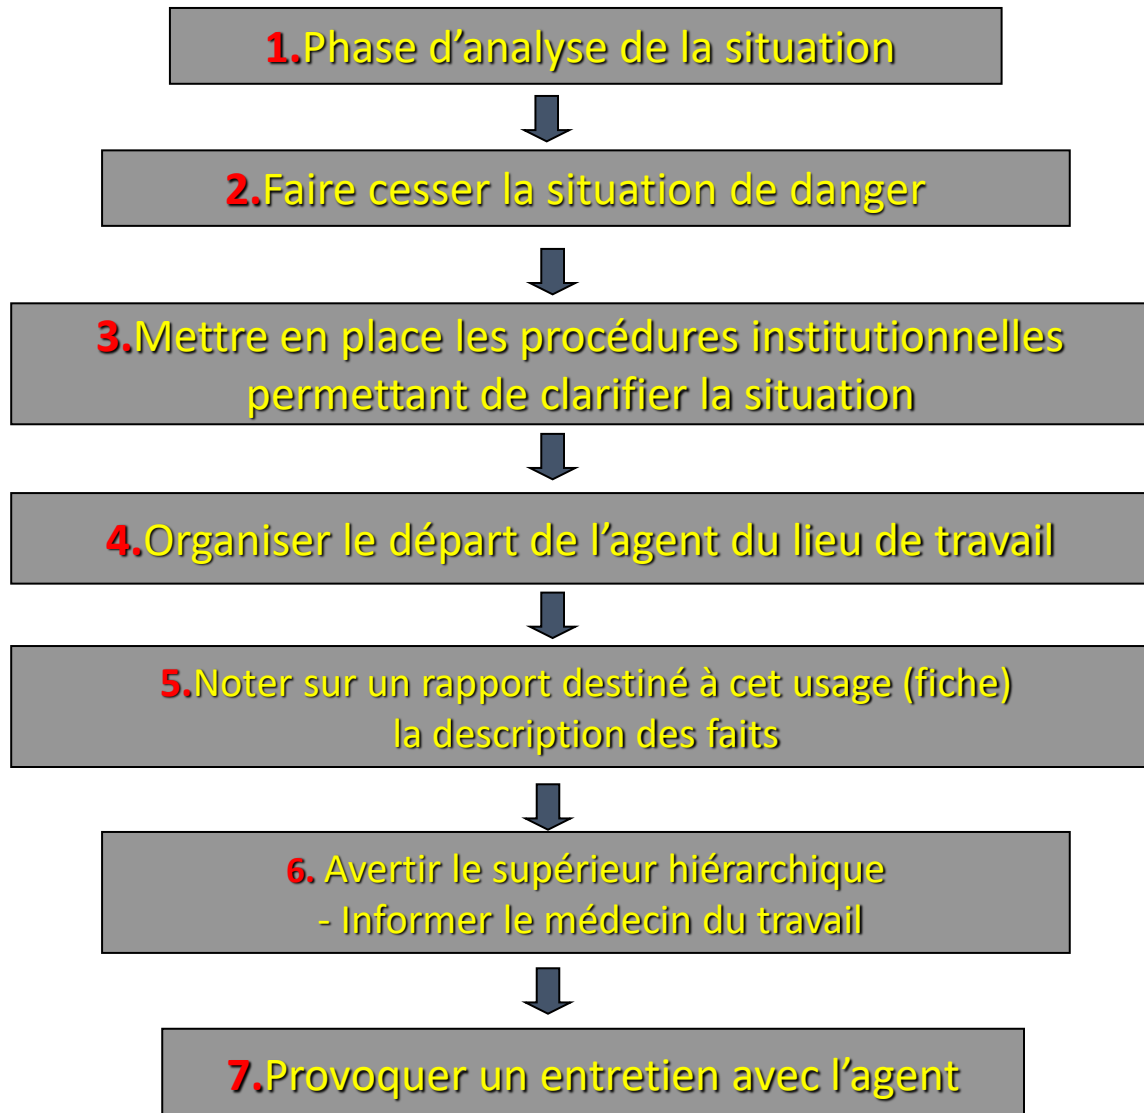 1.Phase d’analyse de la situation
2.Faire cesser la situation de danger
3.Mettre en place les procédures institutionnelles
permettant de clarifier la situation
4.Organiser le départ de l’agent du lieu de travail
5.Noter sur un rapport destiné à cet usage (fiche)
la description des faits
6. Avertir le supérieur hiérarchique
- Informer le médecin du travail
7.Provoquer un entretien avec l’agent